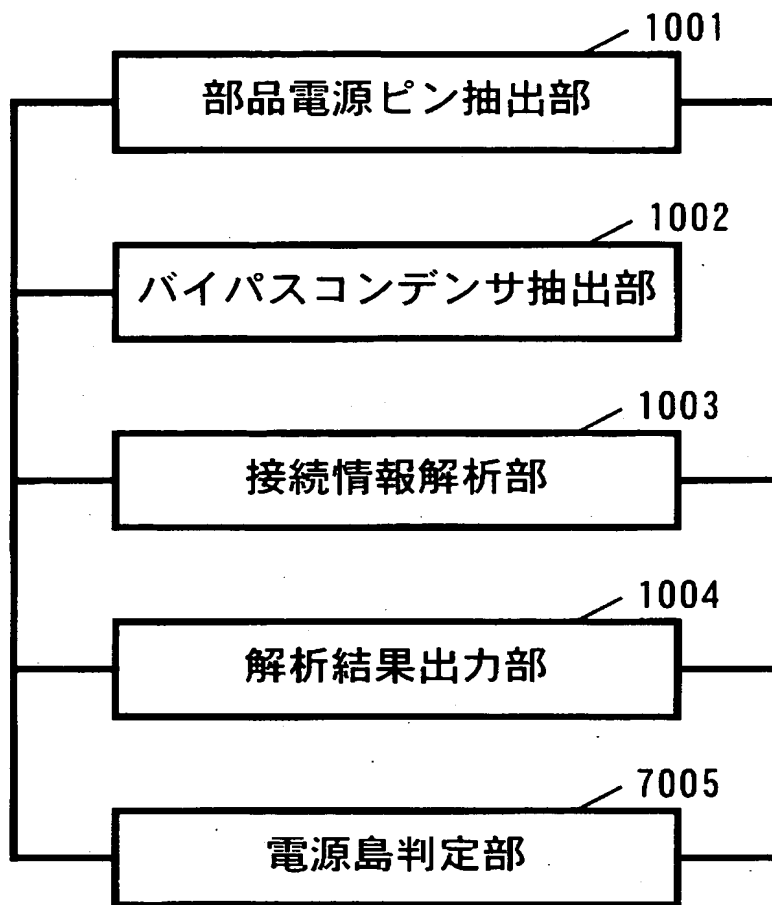 1001
部品電源ピン抽出部
1002
バイパスコンデンサ抽出部
1003
接続情報解析部
1004
解析結果出力部
7005
電源島判定部